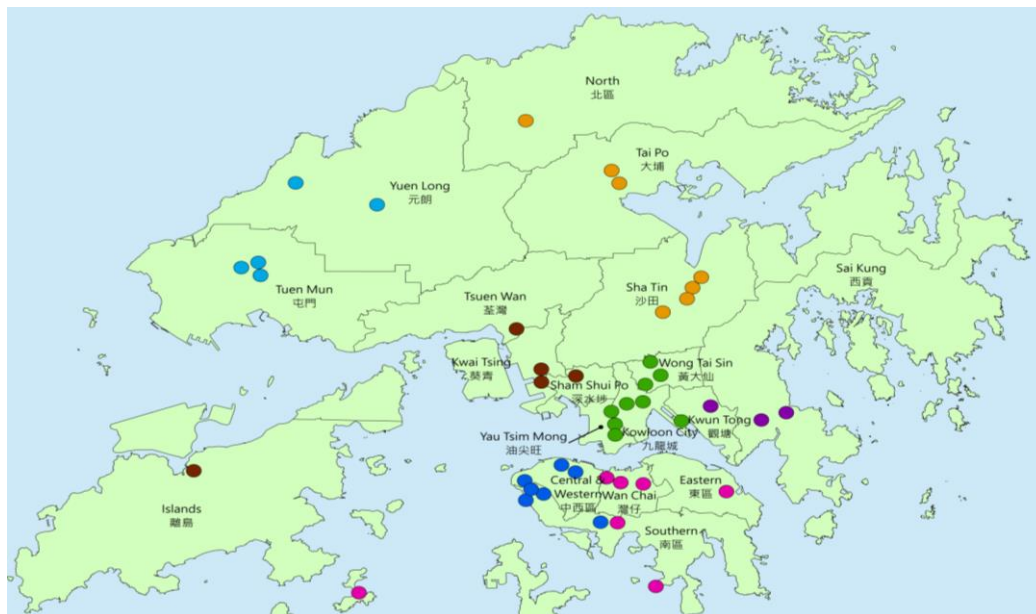 North
北區
Tai Po
大埔
Yuen Long
元朗
Sai Kung
西貢
Sha Tin
沙田
Tuen Mun
屯門
Tsuen Wan
荃灣
Kwai Tsing
葵青
Wong Tai Sin
黃大仙
Sham Shui Po
深水埗
Kwun Tong
觀塘
Yau Tsim Mong
油尖旺
Kowloon City
九龍城
Central &
Western
中西區
Wan Chai
灣仔
Eastern
東區
Islands
離島
Southern
南區